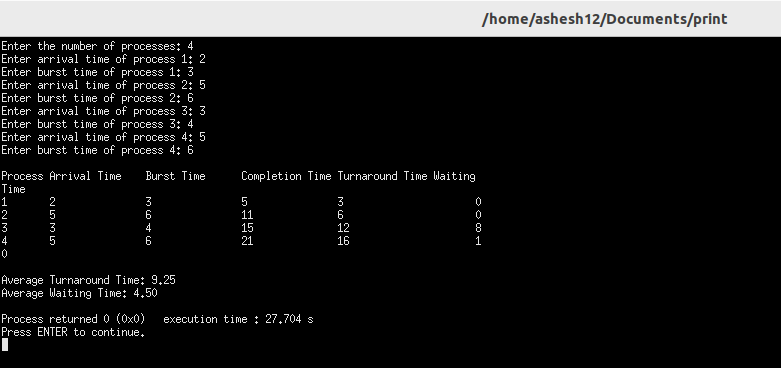 /home/ashesh12/Documents/print
Enter the number of processes: 4
Enter arrival time of process 1: 2
Enter burst time of process 1: 3
Enter arrival time of process 2: 5
Enter burst time of process 2: 6
Enter arrival time of process 3: 3
Enter burst time of process 3: 4
Enter arrival time of process 4: 5
Enter burst time of process 4: 6
Process Arrival Time Burst Time Completion Time Turnaround Time Waiting
Time
1 2 3 5 3 0
2 5 6 11 6 0
3 3 4 15 12 8
4 5 6 21 16 1
0
Average Turnaround Time: 9.25
Average Waiting Time: 4.50
Process returned 0 (0x0) execution time : 27.704 s
Press ENTER to continue.